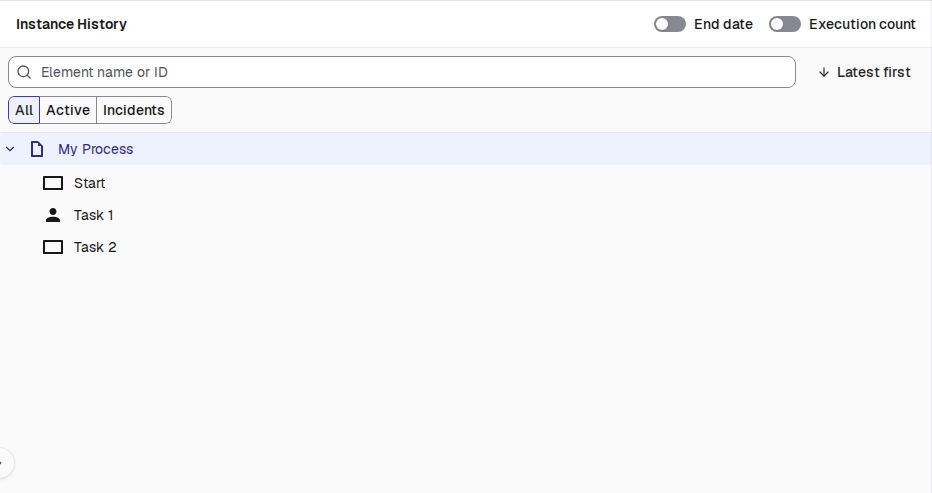 Instance History
End date
Execution count
Element name or ID
Latest first
All
Active
Incidents
My Process
Start
Task 1
Task 2